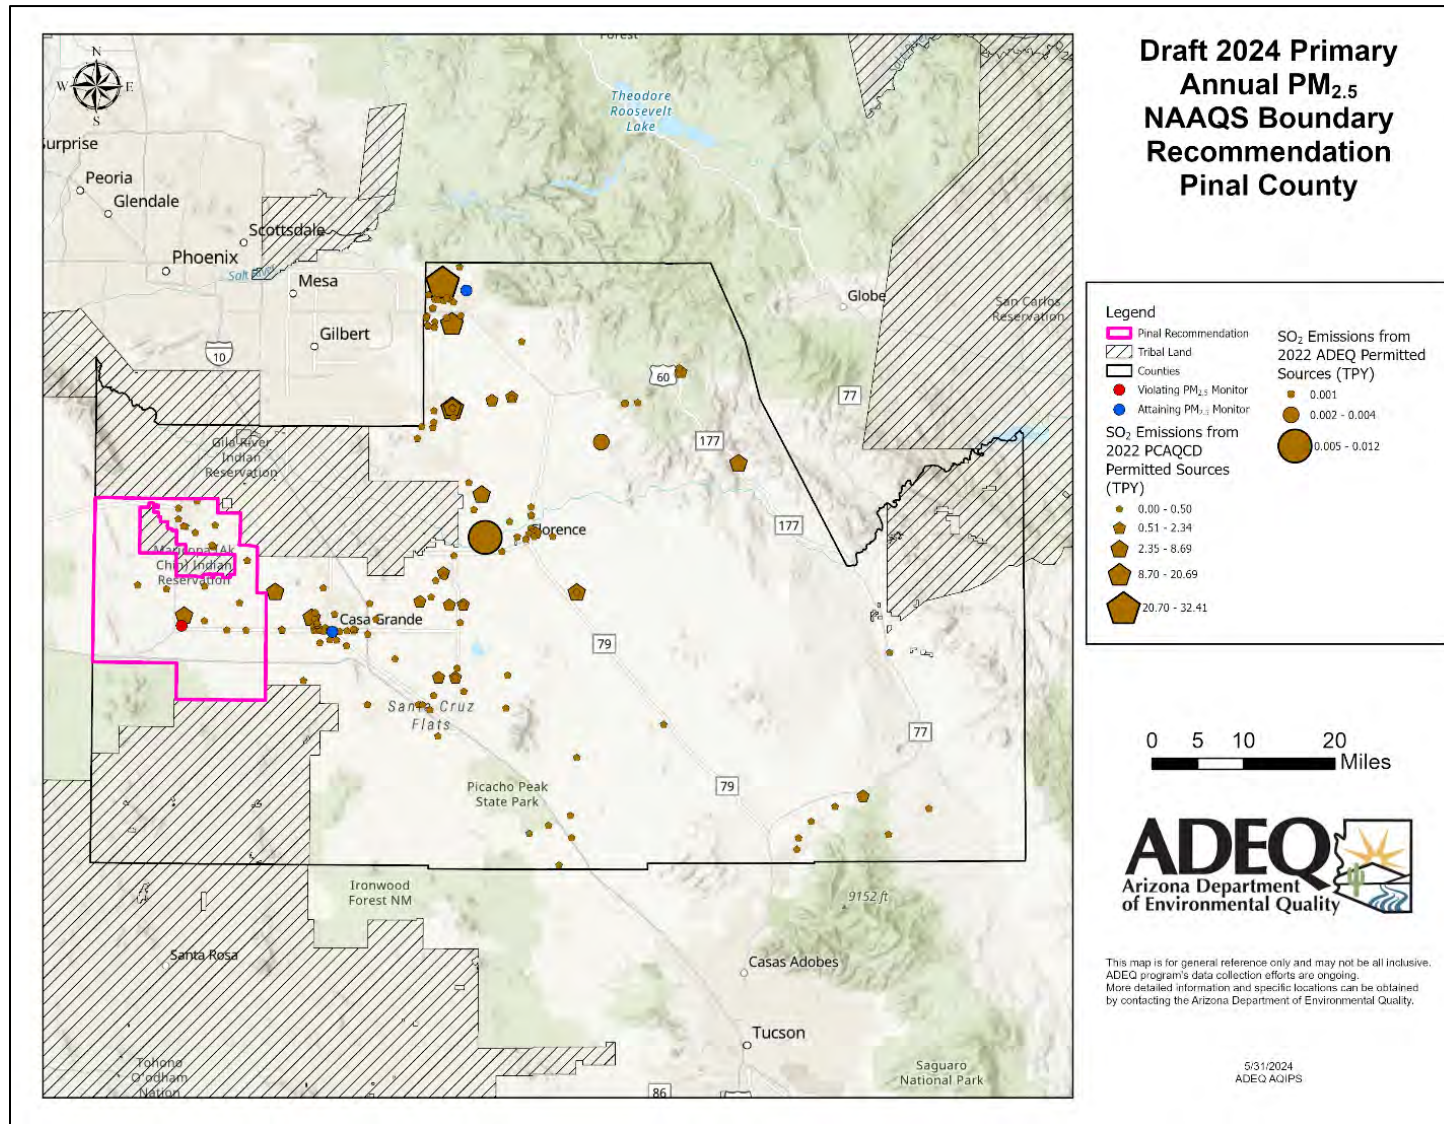 Draft 2024 Primary
Annual PM2.5
NAAQS Boundary
Recommendation
Pinal County
N
W
E
S
Forest
Theodore
Roosevelt
Lake
Surprise
Peoria
Glendale
Scottsdale
Phoenix
Salt River
Mesa
Gilbert
10
Globe
San Carlos
Reservation
60
77
177
Gila River
Indian
Reservation
177
Florence
Maricopa (Ak
Chin) Indian
Reservation
Casa Grande
79
Santa Cruz
Flats
77
Picacho Peak
State Park
79
Ironwood
Forest NM
9152 ft
Santa Rosa
Casas Adobes
Tucson
Tohono
O'odham
Nation
Saguaro
National Park
86
Legend
Pinal Recommendation
Tribal Land
Counties
Violating PM2.5 Monitor
Attaining PM2.5 Monitor
SO2 Emissions from
2022 PCAQCD
Permitted Sources
(TPY)
0.00 - 0.50
0.51 - 2.34
2.35 - 8.69
8.70 - 20.69
20.70 - 32.41
SO2 Emissions from
2022 ADEQ Permitted
Sources (TPY)
0.001
0.002 - 0.004
0.005 - 0.012
0 5 10 20
Miles
ADEQ
Arizona Department
of Environmental Quality
This map is for general reference only and may not be all inclusive.
ADEQ program's data collection efforts are ongoing.
More detailed information and specific locations can be obtained
by contacting the Arizona Department of Environmental Quality.
5/31/2024
ADEQ AQIPS